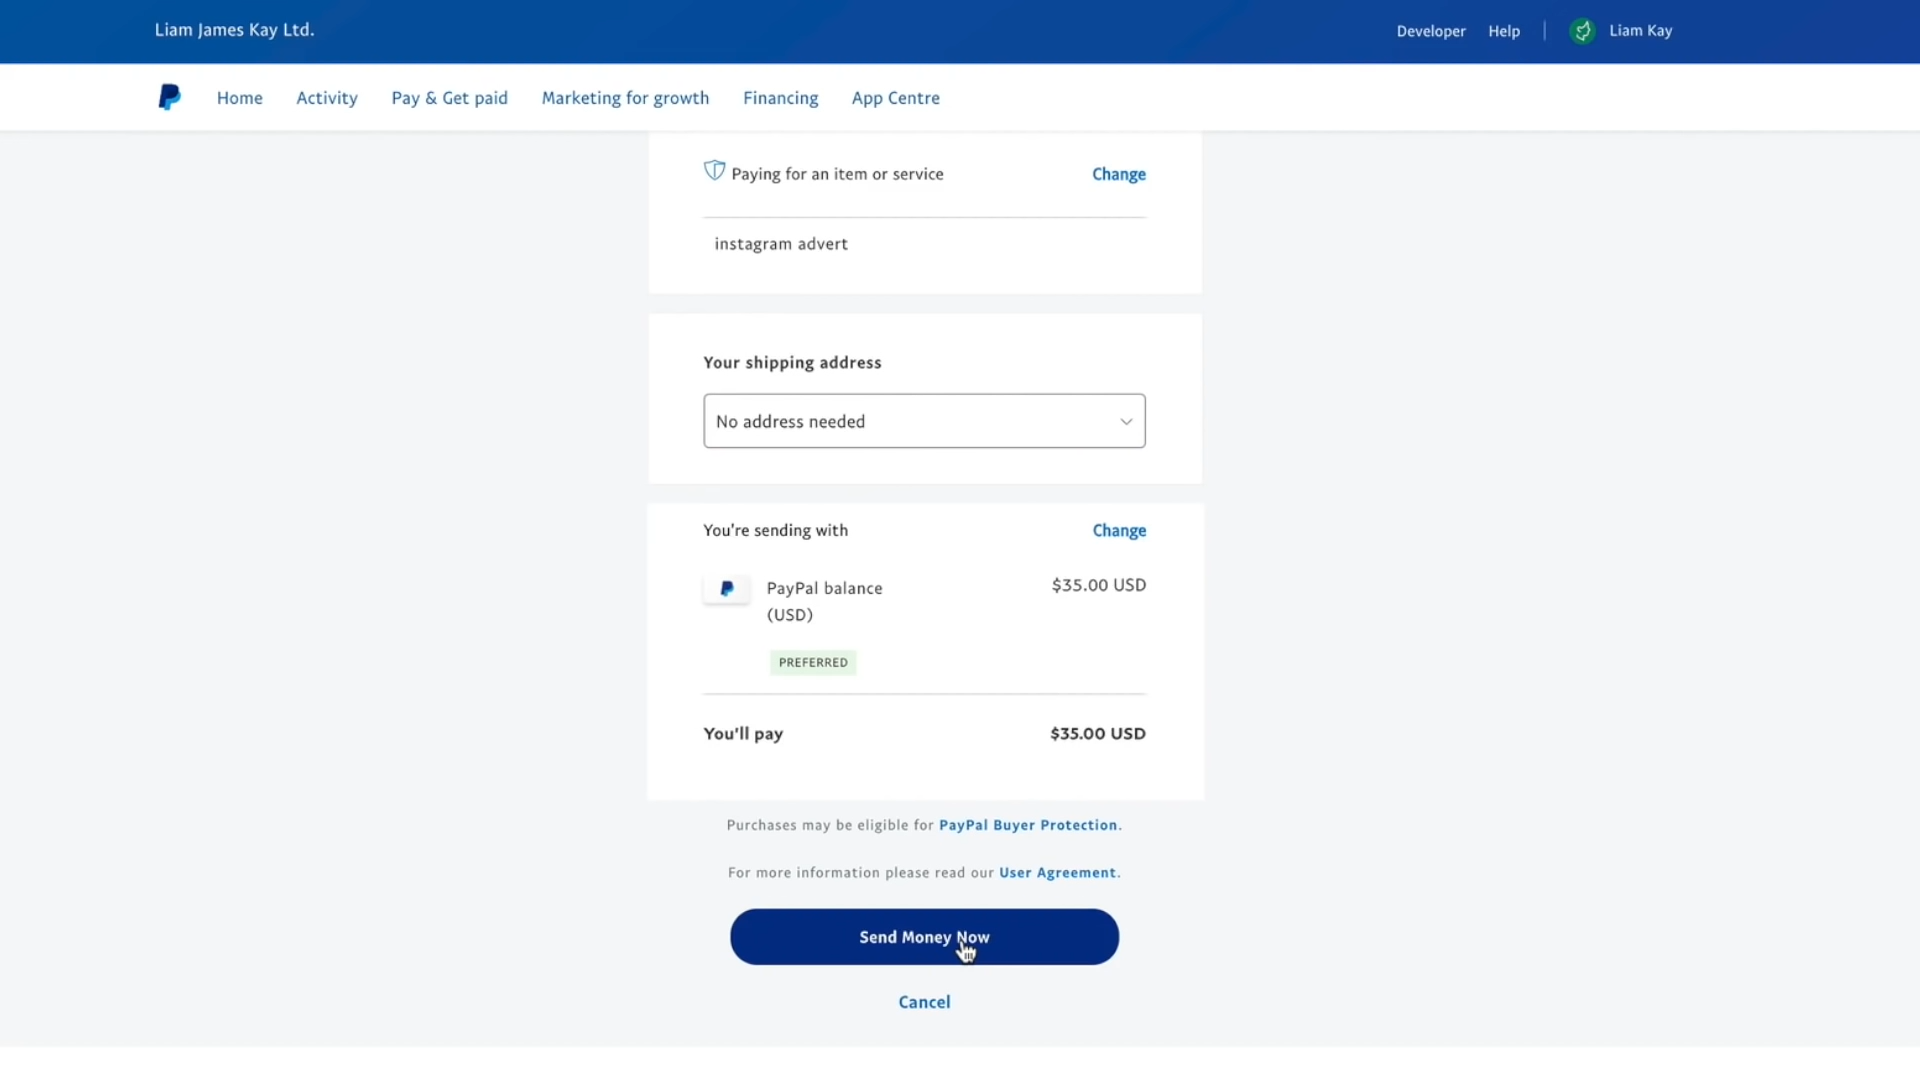 Liam James Kay Ltd.
Developer Help Liam Kay
Home Activity Pay & Get paid Marketing for growth Financing App Centre
Paying for an item or service Change
instagram advert
Your shipping address
No address needed
You're sending with Change
PayPal balance $35.00 USD
(USD)
PREFERRED
You'll pay $35.00 USD
Purchases may be eligible for PayPal Buyer Protection.
For more information please read our User Agreement.
Send Money Now
Cancel